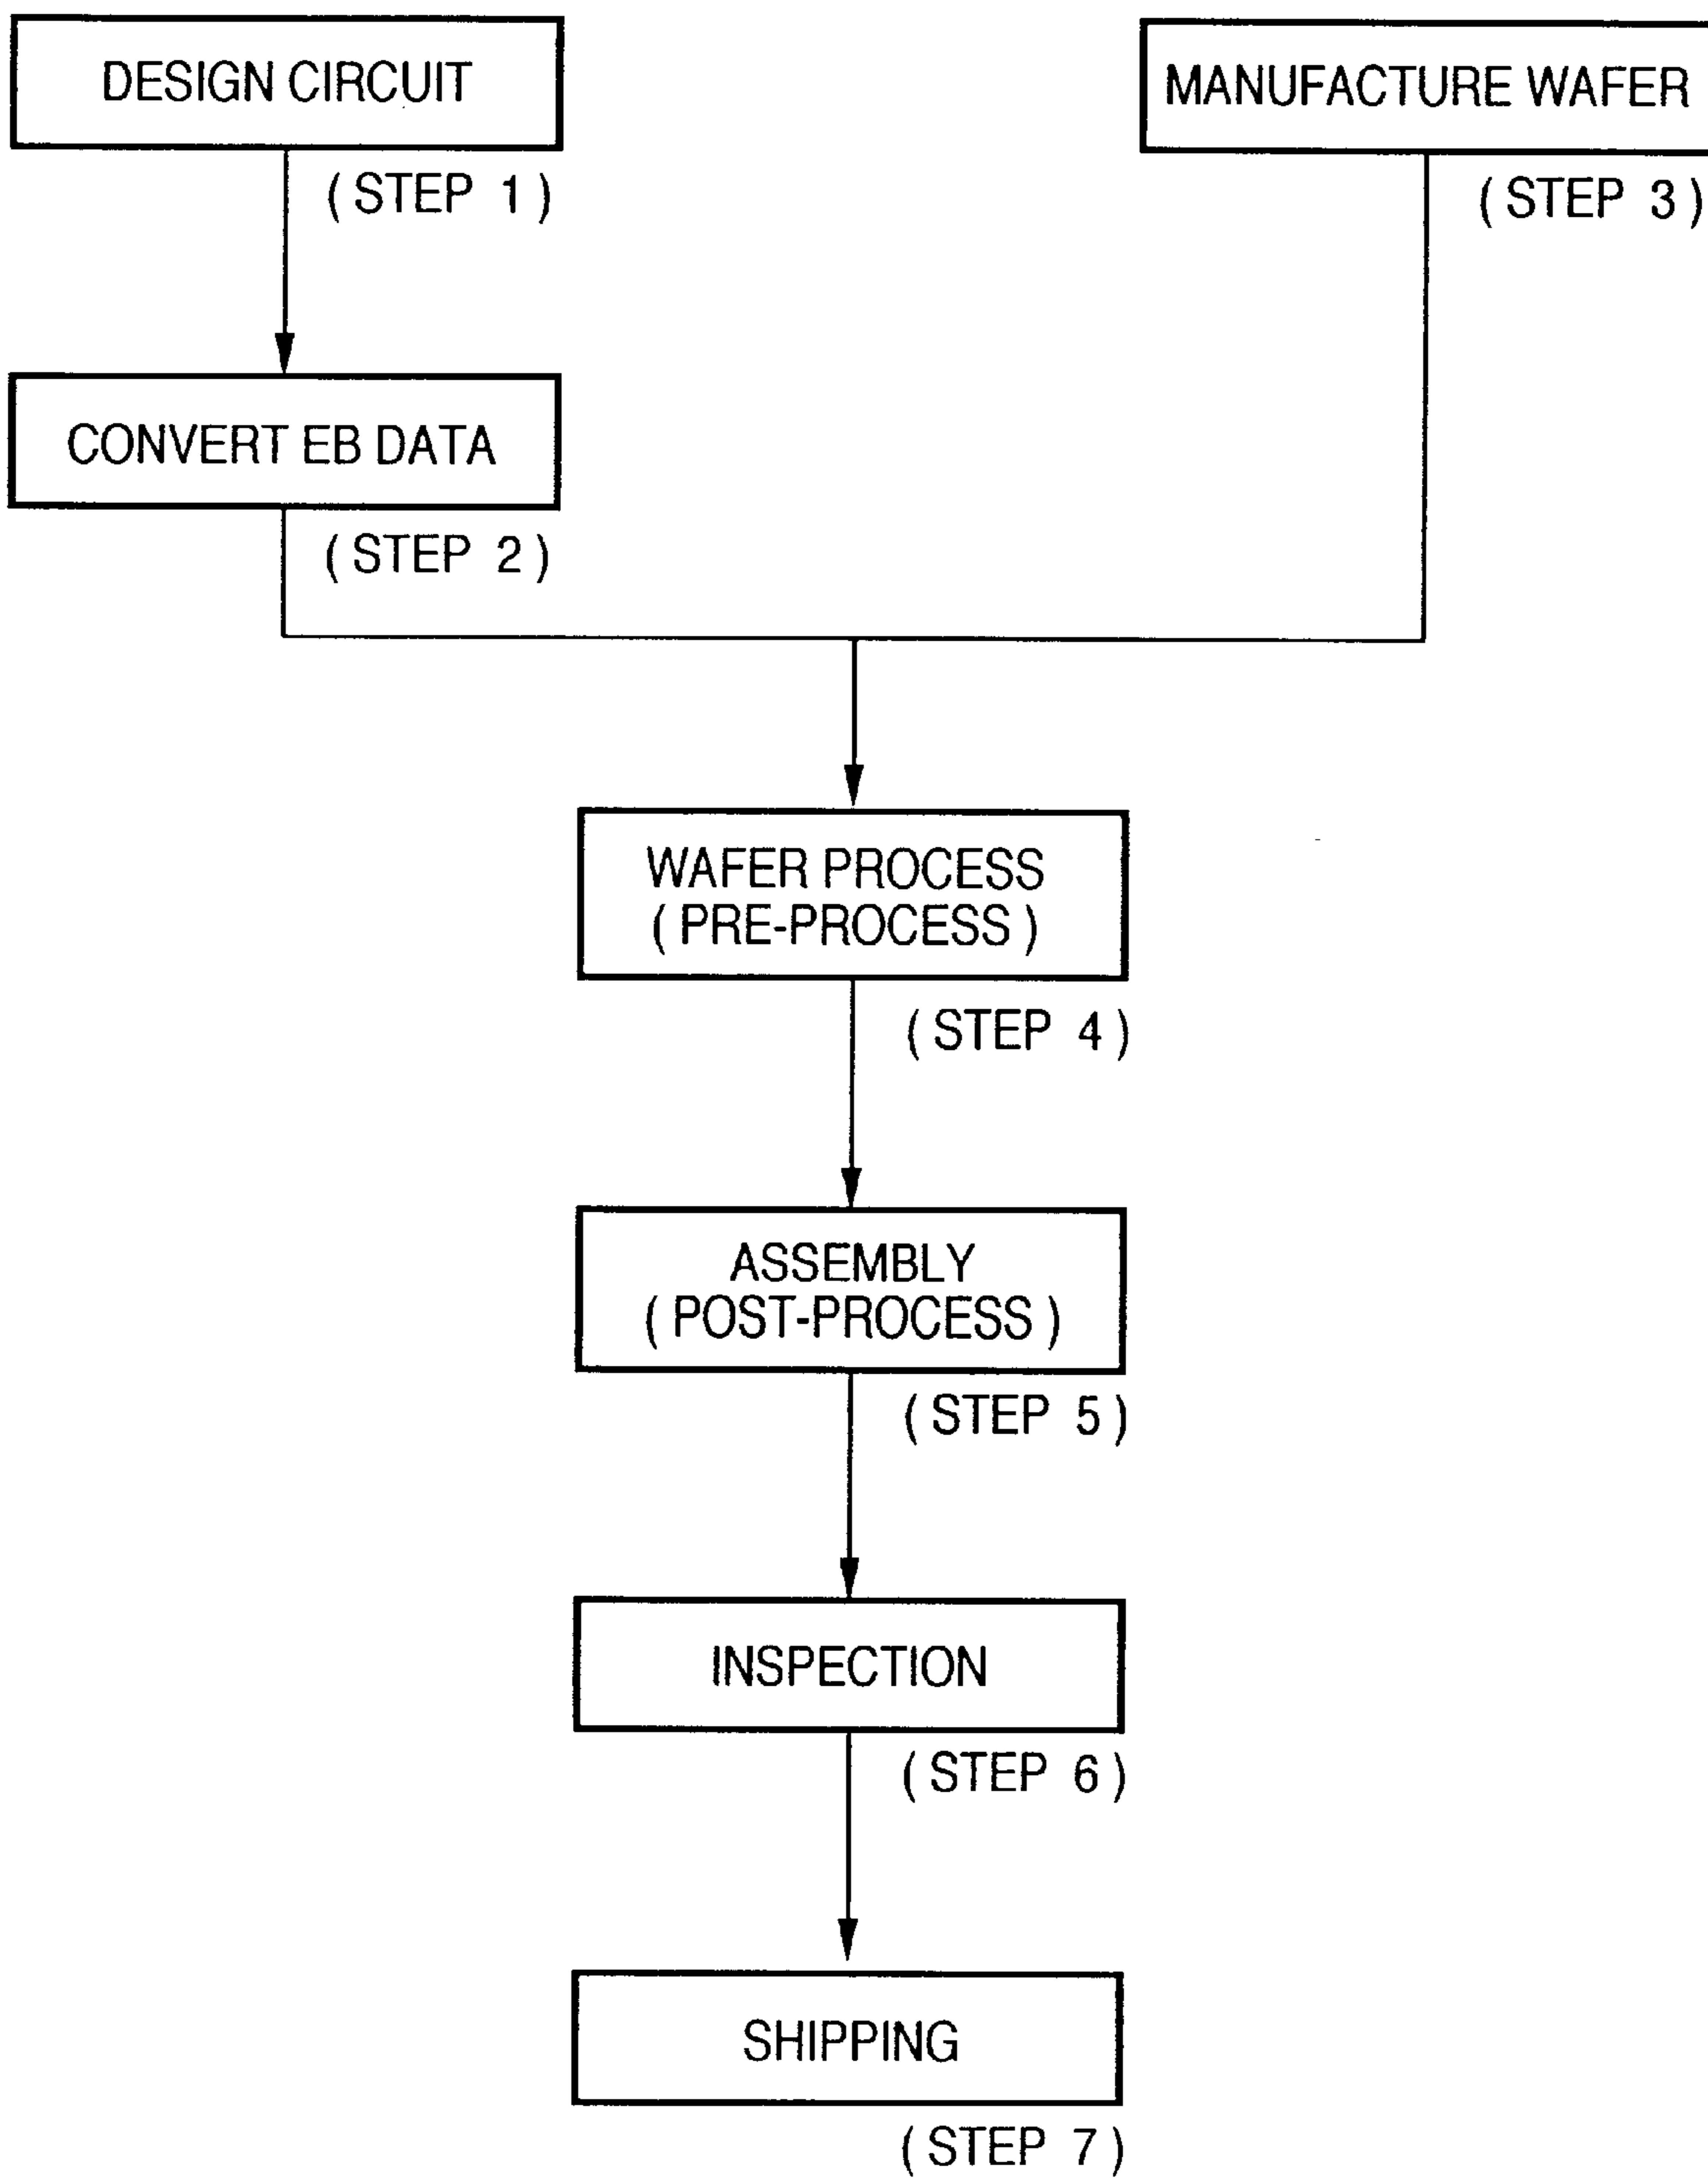 DESIGN CIRCUIT
( STEP 1 )
MANUFACTURE WAFER
( STEP 3 )
CONVERT EB DATA
( STEP 2 )
WAFER PROCESS
( PRE-PROCESS )
( STEP 4 )
ASSEMBLY
( POST-PROCESS )
( STEP 5 )
INSPECTION
( STEP 6 )
SHIPPING
( STEP 7 )